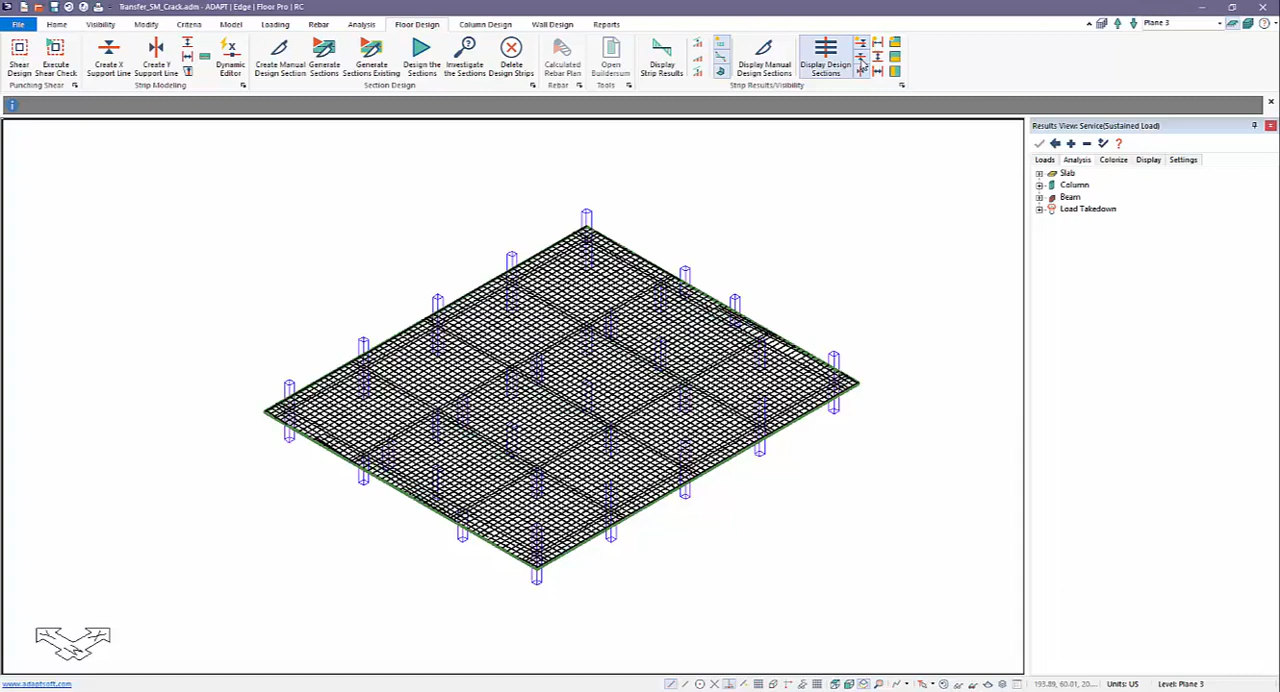 Transfer_SM_Crack.adm - ADAPT | Edge | Floor Pro | RC
File Home Visibility Modify Criteria Model Loading Rebar Analysis Floor Design Column Design Wall Design Reports Plane 3
Shear Design Execute Shear Check Create X Support Line Create Y Support Line Dynamic Editor Create Manual Design Section Generate Sections Generate Sections Existing Design the Sections Investigate the Sections Delete Design Strips Calculated Rebar Plan Open Buildersum Display Strip Results Display Manual Design Sections Display Design Sections
Punching Shear Strip Modeling Section Design Rebar Tools Strip Results/Visibility
Results View: Service(Sustained Load)
Loads Analysis Colorize Display Settings
Slab
Column
Beam
Load Takedown
www.adaptsoft.com 193.89, 60.01, 20... Units: US Level: Plane 3